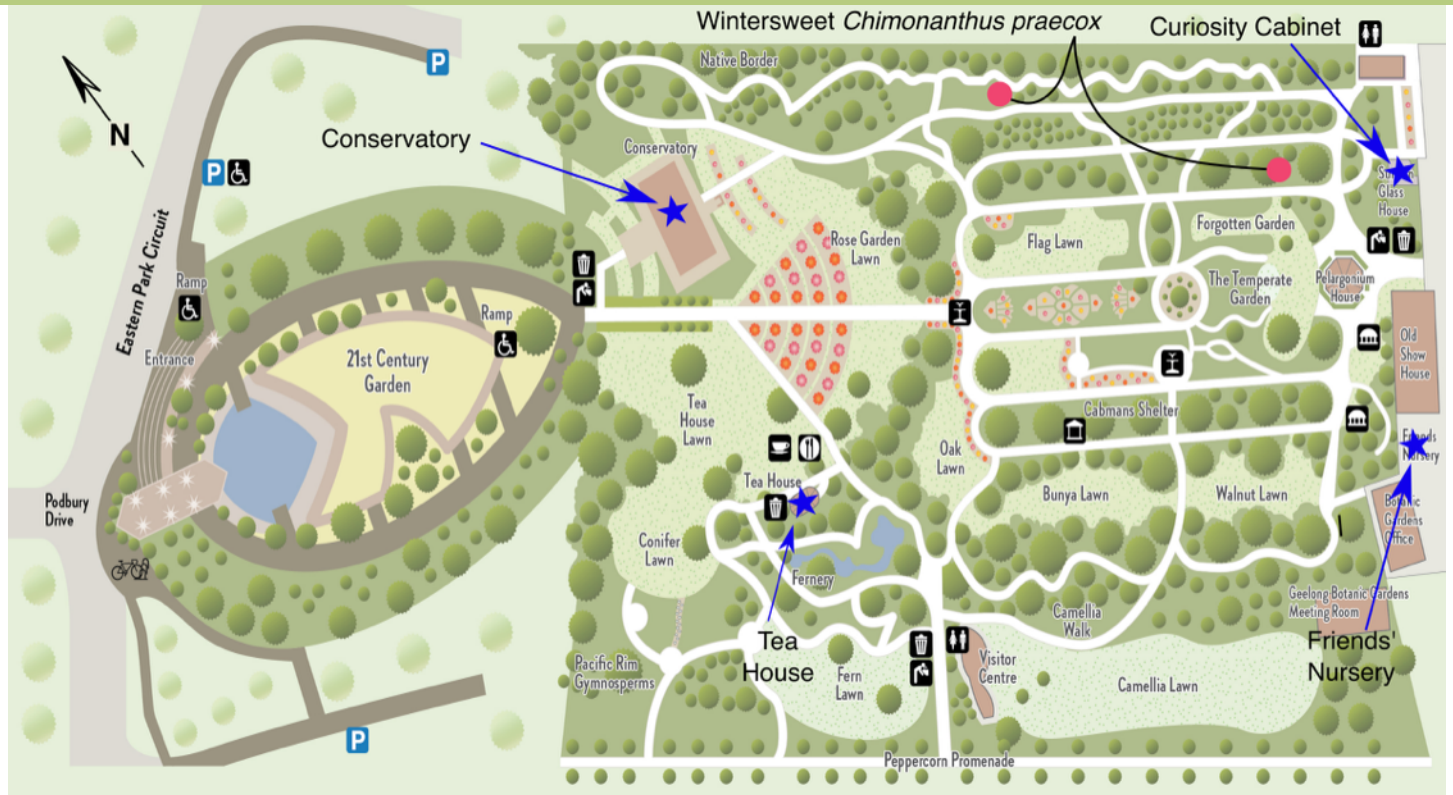 Wintersweet Chimonanthus praecox
Curiosity Cabinet
Native Border
P
N
Conservatory
Conservatory
P
Glass
House
Eastern Park Circuit
Forgotten Garden
Rose Garden
Lawn
Flag Lawn
Ramp
The Temperate
Garden
Pelargonium
House
Ramp
Entrance
21st Century
Garden
Old
Show
House
Tea
House
Lawn
Cabmans Shelter
Friends
Nursery
Oak
Lawn
Tea House
Bunya Lawn
Walnut Lawn
Podbury
Drive
Botanic
Gardens
Office
Conifer
Lawn
Fernery
Geelong Botanic Gardens
Meeting Room
Camellia
Walk
Tea
House
Friends'
Nursery
Pacific Rim
Gymnosperms
Fern
Lawn
Visitor
Centre
Camellia Lawn
P
Peppercorn Promenade